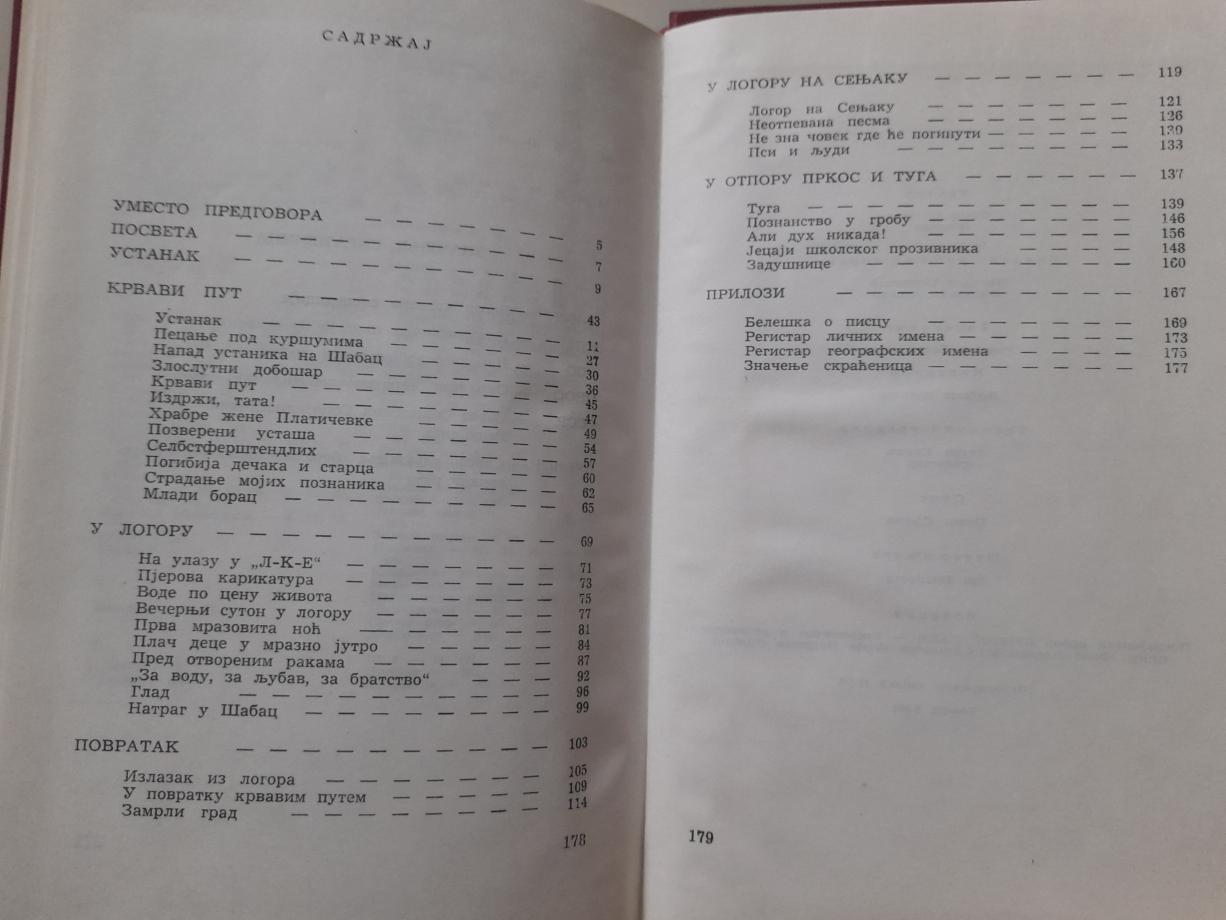 САДРЖАЈ
УМЕСТО ПРЕДГОВОРА — — — — — — — 5
ПОСВЕТА — — — — — — — — — — — 7
УСТАНАК — — — — — — — — — — — 9
КРВАВИ ПУТ — — — — — — — — — 43
Устанак — — — — — — — — — — 11
Пецање под куршумима — — — — — — 27
Напад устаника на Шабац — — — — — 30
Злослутни добошар — — — — — — — 36
Крвави пут — — — — — — — — — 45
Издржи, тата! — — — — — — — — 47
Храбре жене Платичевке — — — — — 49
Позверени усташа — — — — — — — 54
Селбстферштендлих — — — — — — — 57
Погибија дечака и старца — — — — — 60
Страдање мојих познаника — — — — — 62
Млади борац — — — — — — — — — 65
У ЛОГОРУ — — — — — — — — — — — 69
На улазу у „Л-К-Е“ — — — — — — — 71
Пјерова карикатура — — — — — — — 73
Воде по цену живота — — — — — — 75
Вечерњи сутон у логору — — — — — — 77
Прва мразовита ноћ — — — — — — — 81
Плач деце у мразно јутро — — — — — 84
Пред отвореним ракама — — — — — — 87
„За воду, за љубав, за братство“ — — — 92
Глад — — — — — — — — — — 96
Натраг у Шабац — — — — — — — — 99
ПОВРАТАК — — — — — — — — — — 103
Излазак из логора — — — — — — — 105
У повратку крвавим путем — — — — — 109
Замрли град — — — — — — — — 114
178
У ЛОГОРУ НА СЕЊАКУ — — — — — — — 119
Логор на Сењаку — — — — — — — 121
Неотпевана песма — — — — — — — 126
Не зна човек где ће погинути — — — — — 130
Пси и људи — — — — — — — — 133
У ОТПОРУ ПРКОС И ТУГА — — — — — — 137
Туга — — — — — — — — — — — 139
Познанство у гробу — — — — — — — 146
Али дух никада! — — — — — — — 156
Јецаји школског прозивника — — — — — 148
Задушнице — — — — — — — — — 160
ПРИЛОЗИ — — — — — — — — — — 167
Белешка о писцу — — — — — — — 169
Регистар личних имена — — — — — — 173
Регистар географских имена — — — — 175
Значење скраћеница — — — — — — — 177
179